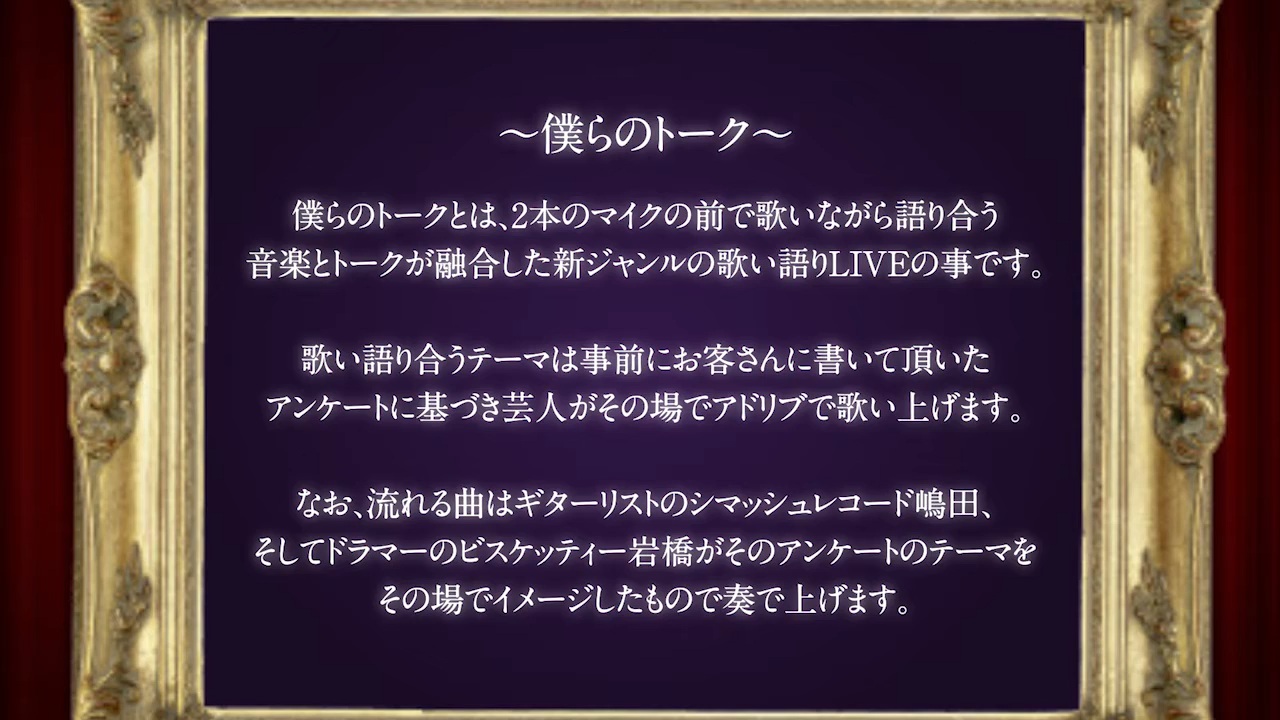 ～僕らのトーク～
僕らのトークとは、2本のマイクの前で歌いながら語り合う
音楽とトークが融合した新ジャンルの歌い語りLIVEの事です。
歌い語り合うテーマは事前にお客さんに書いて頂いた
アンケートに基づき芸人がその場でアドリブで歌い上げます。
なお、流れる曲はギターリストのシマッシュレコード嶋田、
そしてドラマーのビスケッティー岩橋がそのアンケートのテーマを
その場でイメージしたもので奏で上げます。